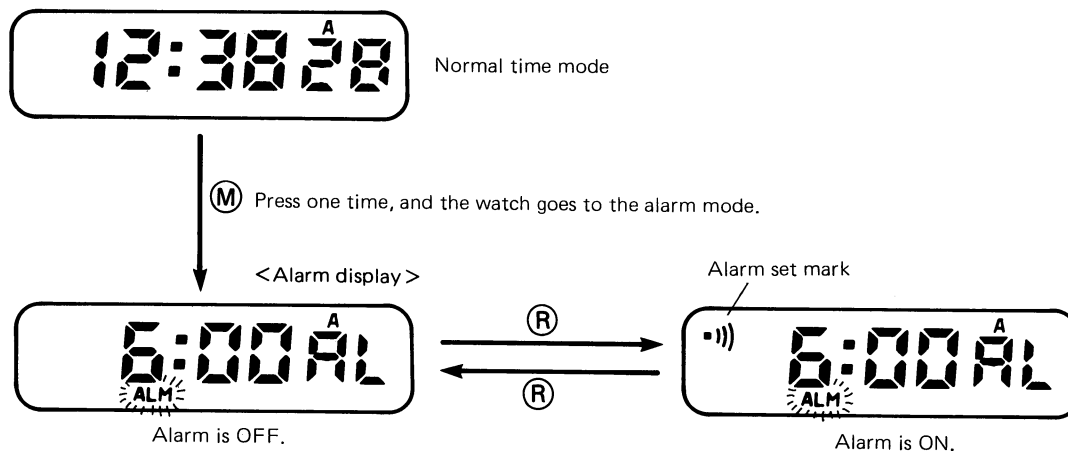 A
12:38 28
Normal time mode
M Press one time, and the watch goes to the alarm mode.
<Alarm display>
Alarm set mark
A
6:00 AL
ALM
Alarm is OFF.
R
R
A
6:00 AL
ALM
Alarm is ON.